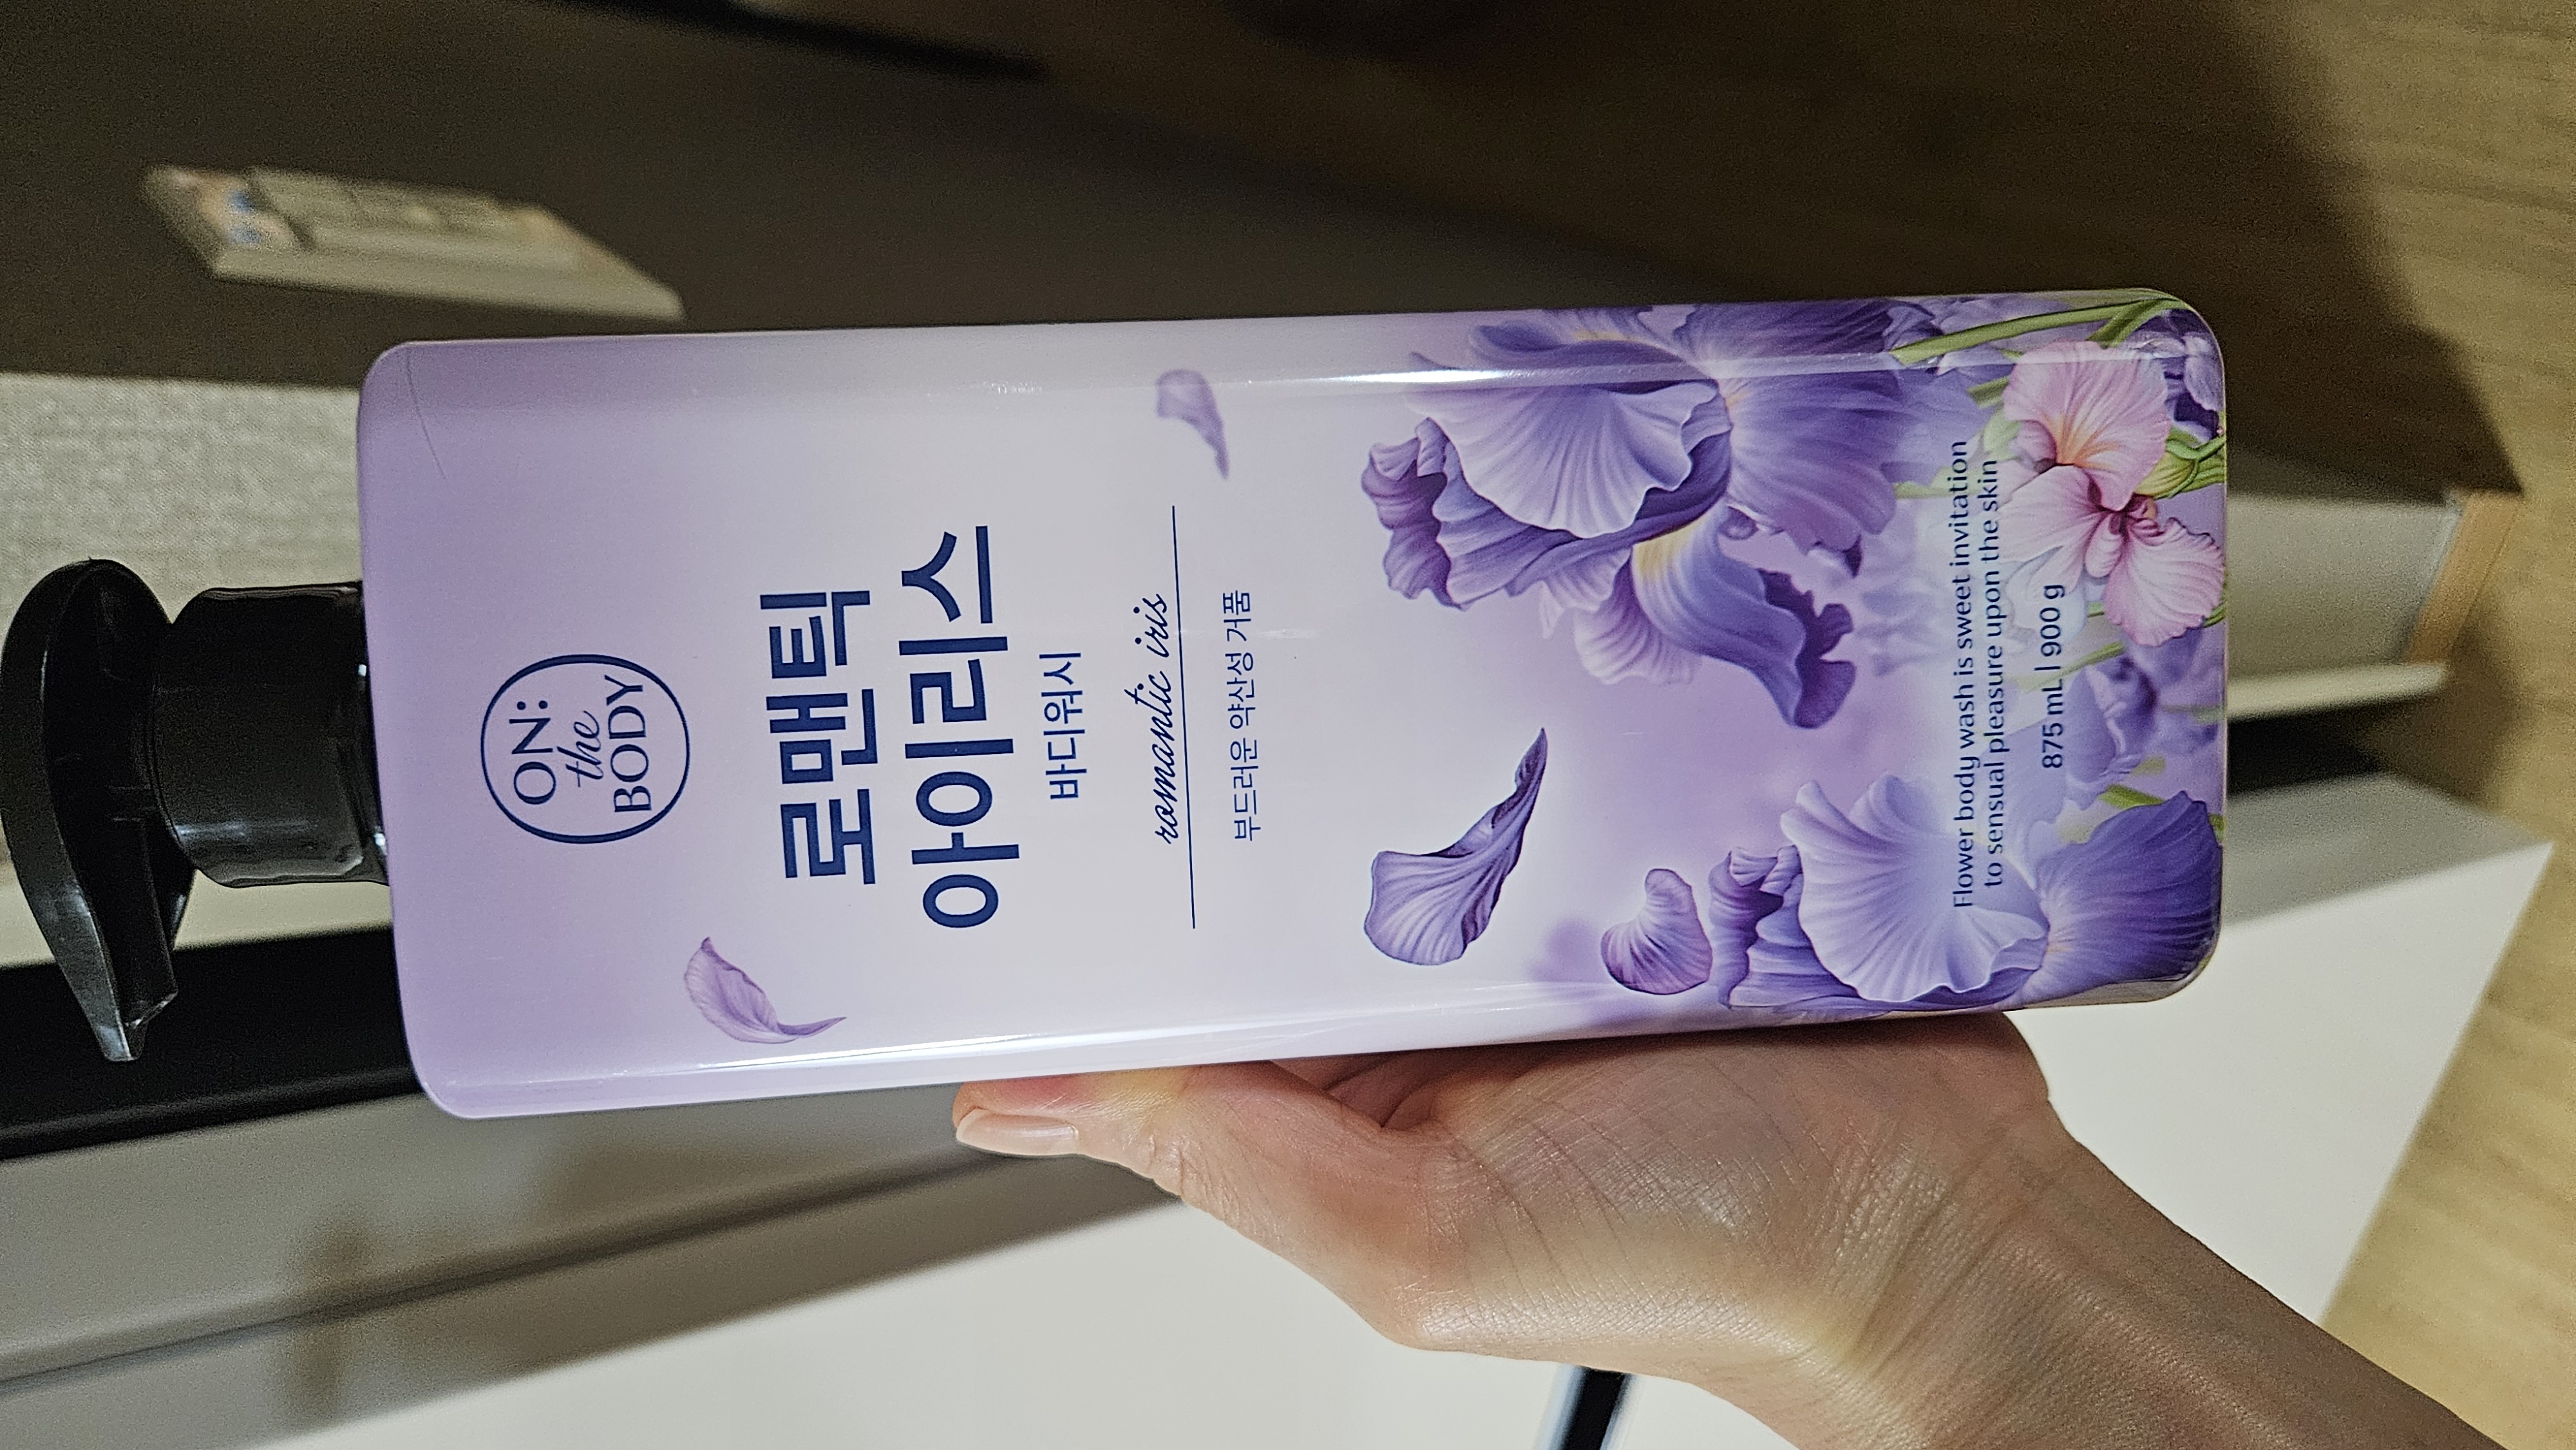 ON:
the
BODY
로맨틱
아이리스
바디워시
romantic iris
부드러운 약산성 거품
Flower body wash is sweet invitation
to sensual pleasure upon the skin
875 mL | 900 g